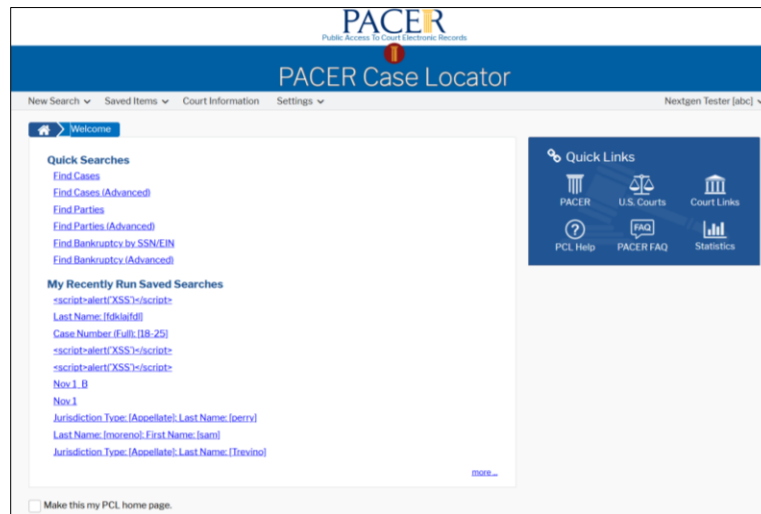 PACER
Public Access To Court Electronic Records
PACER Case Locator
New Search Saved Items Court Information Settings Nextgen Tester [abc]
Welcome
Quick Searches
Find Cases
Find Cases (Advanced)
Find Parties
Find Parties (Advanced)
Find Bankruptcy by SSN/EIN
Find Bankruptcy (Advanced)
My Recently Run Saved Searches
<script>alert('XSS')</script>
Last Name: [fdklajfdl]
Case Number (Full): [18-25]
<script>alert('XSS')</script>
<script>alert('XSS')</script>
Nov 1 B
Nov 1
Jurisdiction Type: [Appellate]; Last Name: [perry]
Last Name: [moreno]; First Name: [sam]
Jurisdiction Type: [Appellate]; Last Name: [Trevino]
more ...
Make this my PCL home page.
Quick Links
PACER U.S. Courts Court Links
FAQ
PCL Help PACER FAQ Statistics